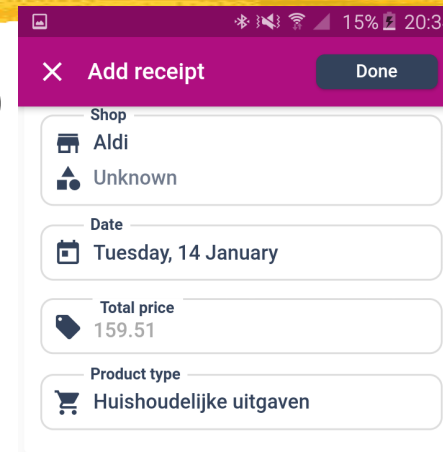 15% 20:3
Add receipt
Done
Shop
Aldi
Unknown
Date
Tuesday, 14 January
Total price
159.51
Product type
Huishoudelijke uitgaven